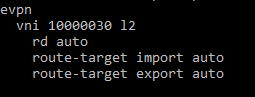 evpn
  vni 10000030 l2
    rd auto
    route-target import auto
    route-target export auto